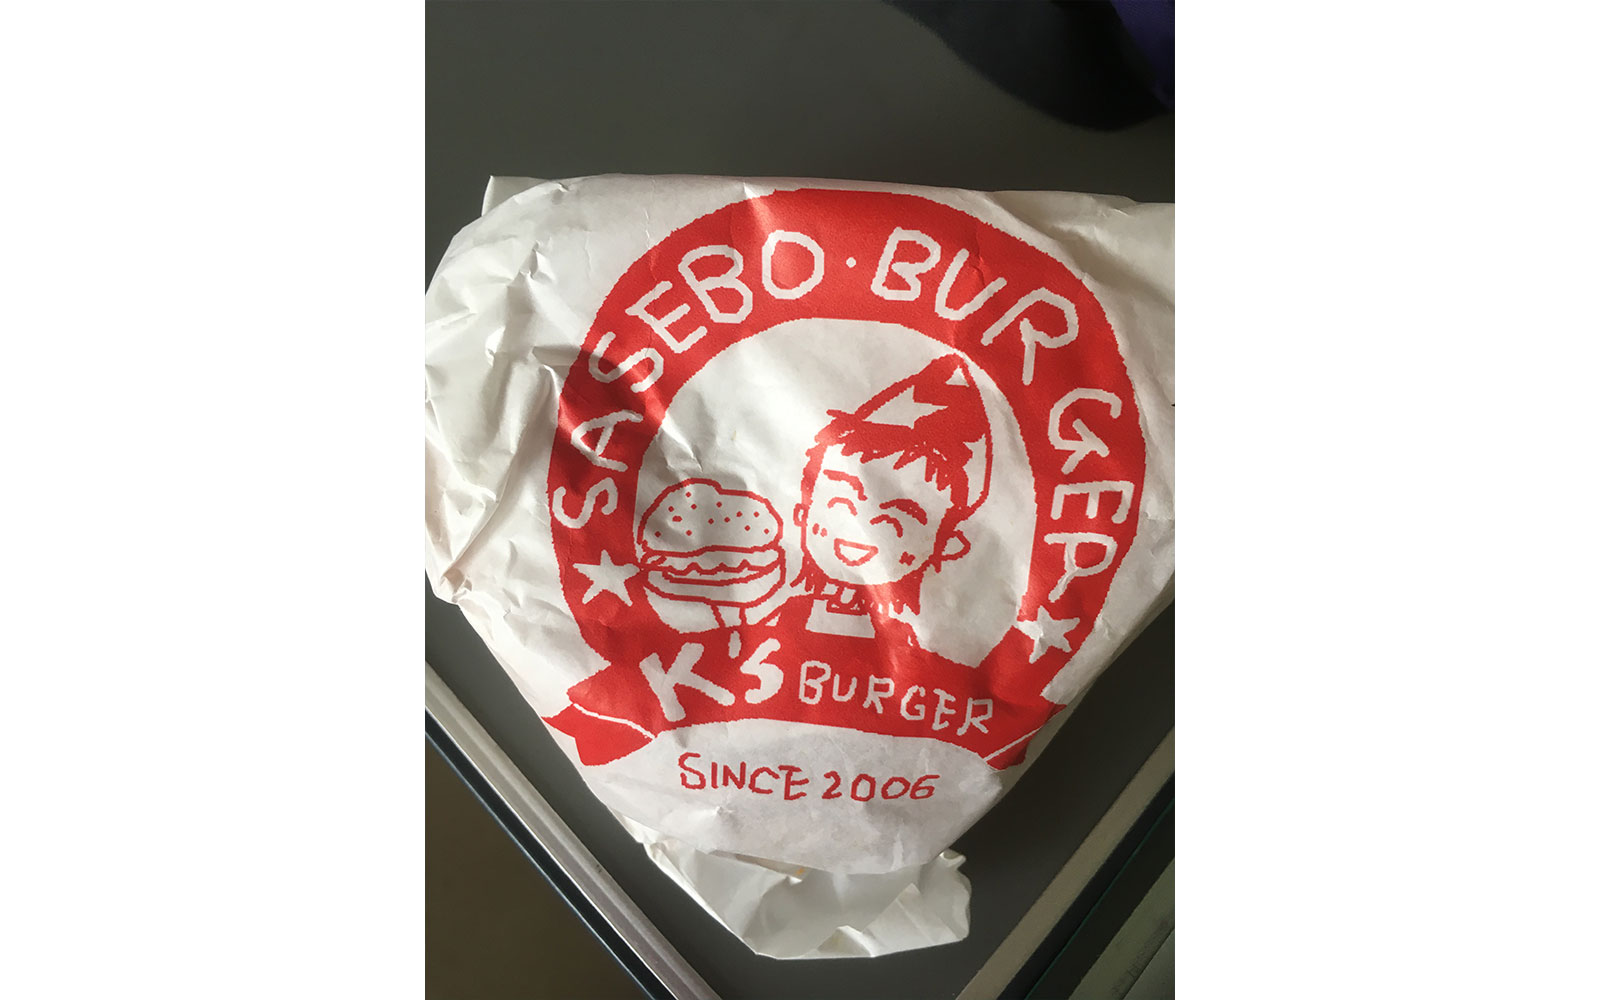 SASEBO・BURGER
K'S BURGER
SINCE 2006